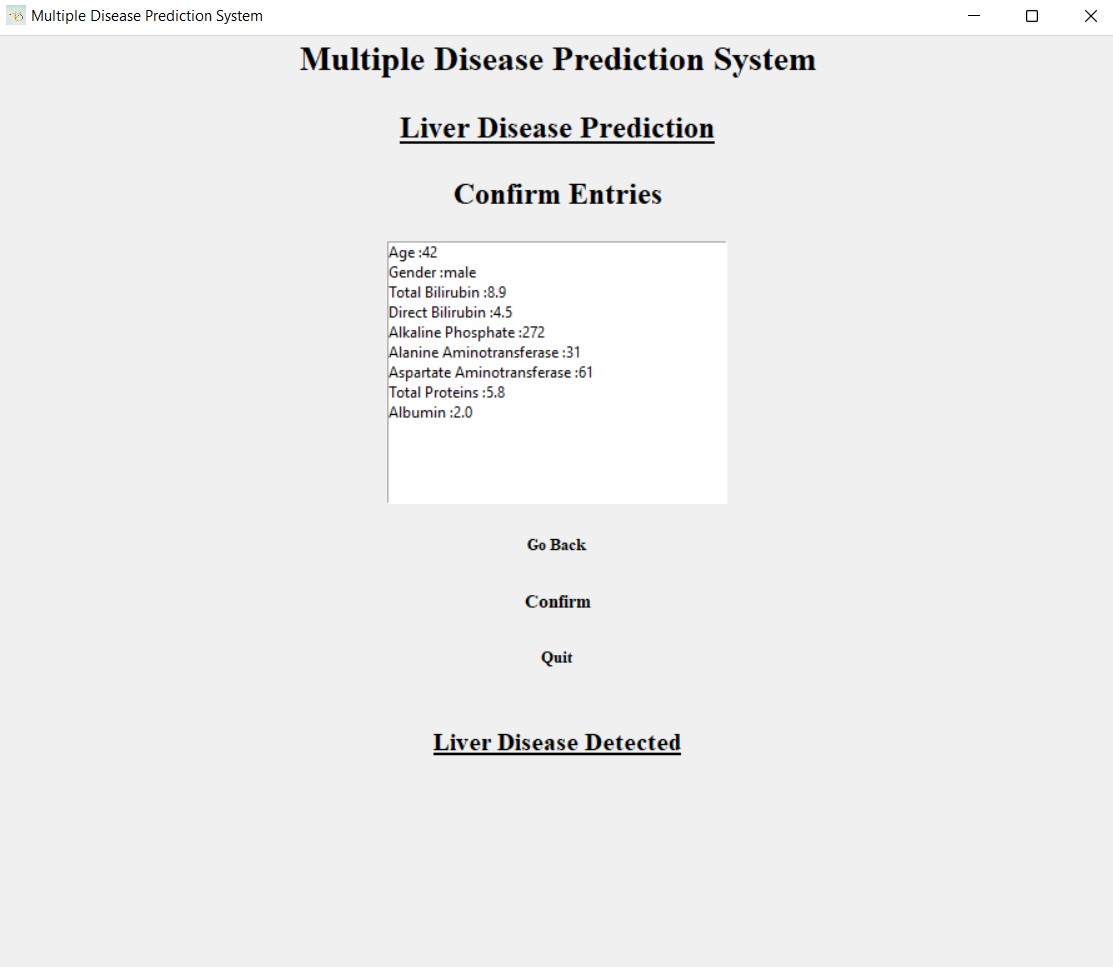 Multiple Disease Prediction System
Multiple Disease Prediction System
Liver Disease Prediction
Confirm Entries
Age :42
Gender :male
Total Bilirubin :8.9
Direct Bilirubin :4.5
Alkaline Phosphate :272
Alanine Aminotransferase :31
Aspartate Aminotransferase :61
Total Proteins :5.8
Albumin :2.0
Go Back
Confirm
Quit
Liver Disease Detected